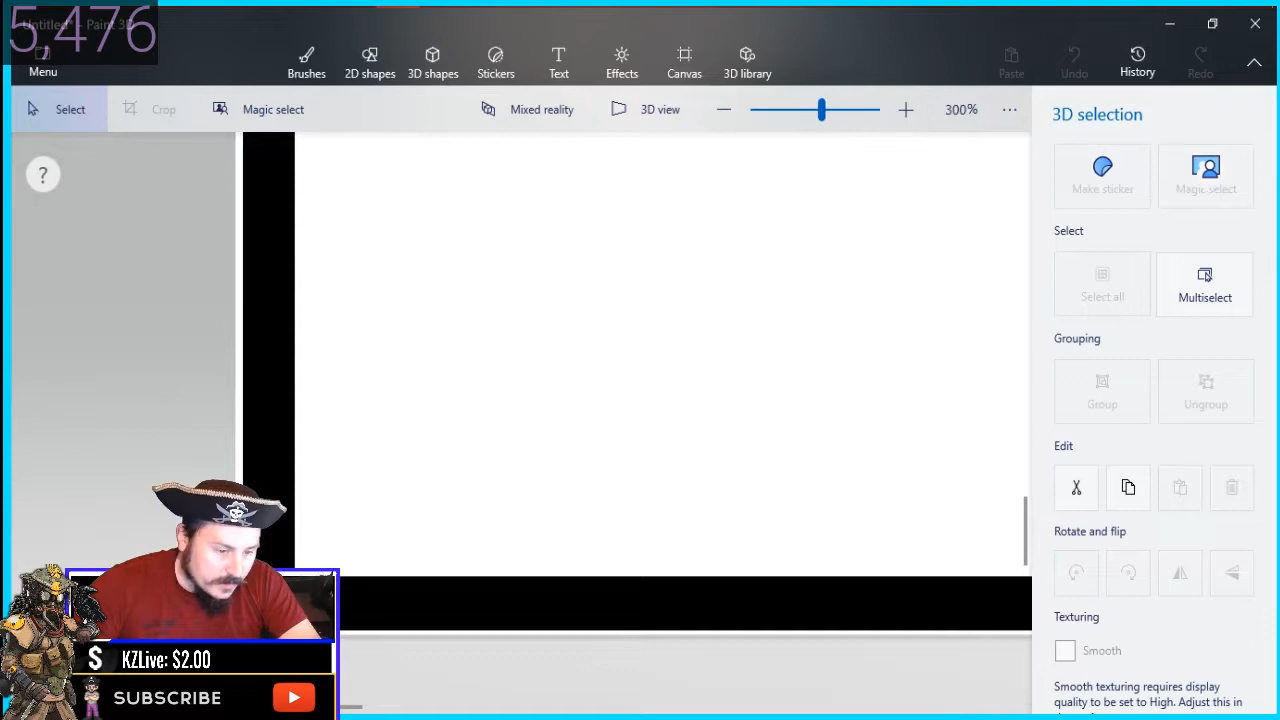 Untitled* - Paint 3D
5,476
Menu
Brushes
2D shapes
3D shapes
Stickers
Text
Effects
Canvas
3D library
Paste
Undo
History
Redo
Select
Crop
Magic select
Mixed reality
3D view
300%
?
3D selection
Make sticker
Magic select
Select
Select all
Multiselect
Grouping
Group
Ungroup
Edit
Rotate and flip
Texturing
Smooth
Smooth texturing requires display
quality to be set to High. Adjust this in
$ KZLive: $2.00
SUBSCRIBE